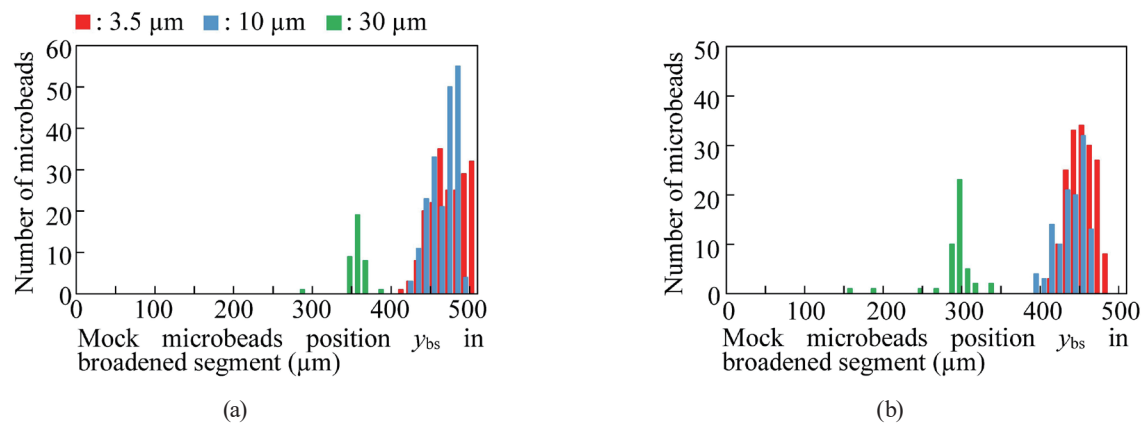 : 3.5 µm : 10 µm : 30 µm
Number of microbeads
60
50
40
30
20
10
0
0 100 200 300 400 500
Mock microbeads position ybs in
broadened segment (µm)
(a)
Number of microbeads
50
40
30
20
10
0
0 100 200 300 400 500
Mock microbeads position ybs in
broadened segment (µm)
(b)